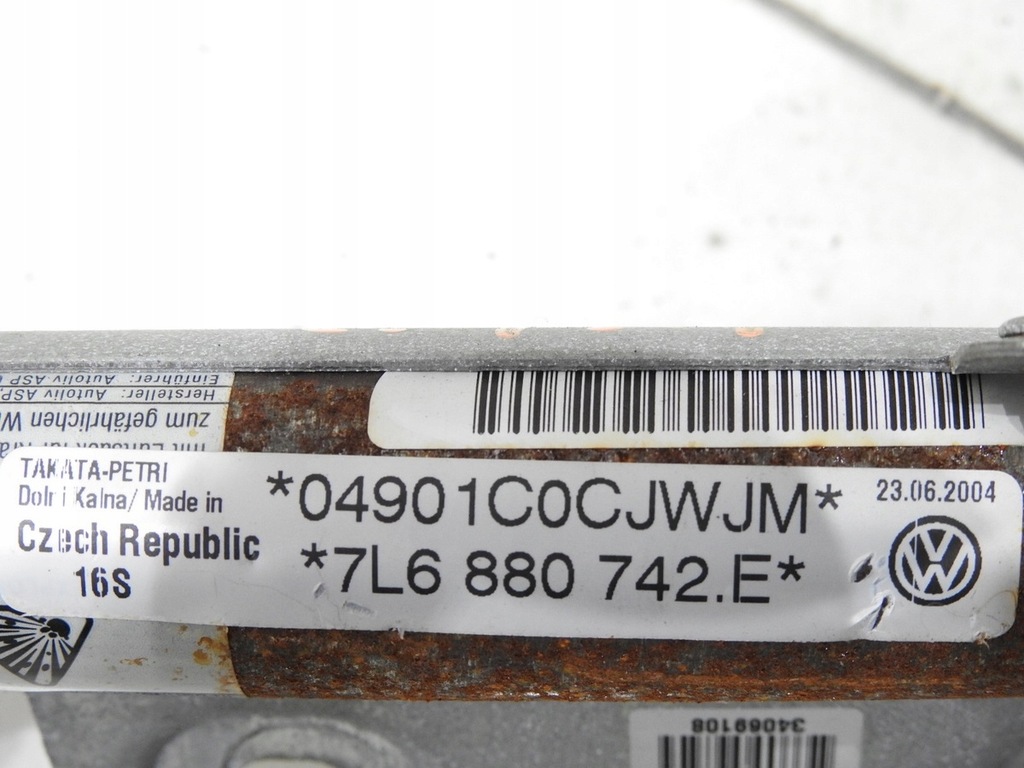 TAKATA-PETRI
Dolni Kalna/ Made in
Czech Republic
16S
*04901C0CJWJM*
*7L6 880 742.E*
23.06.2004
VW
zum gefährlichen
Hersteller: Autoliv ASP
Einführer: Autoliv ASP
34069108